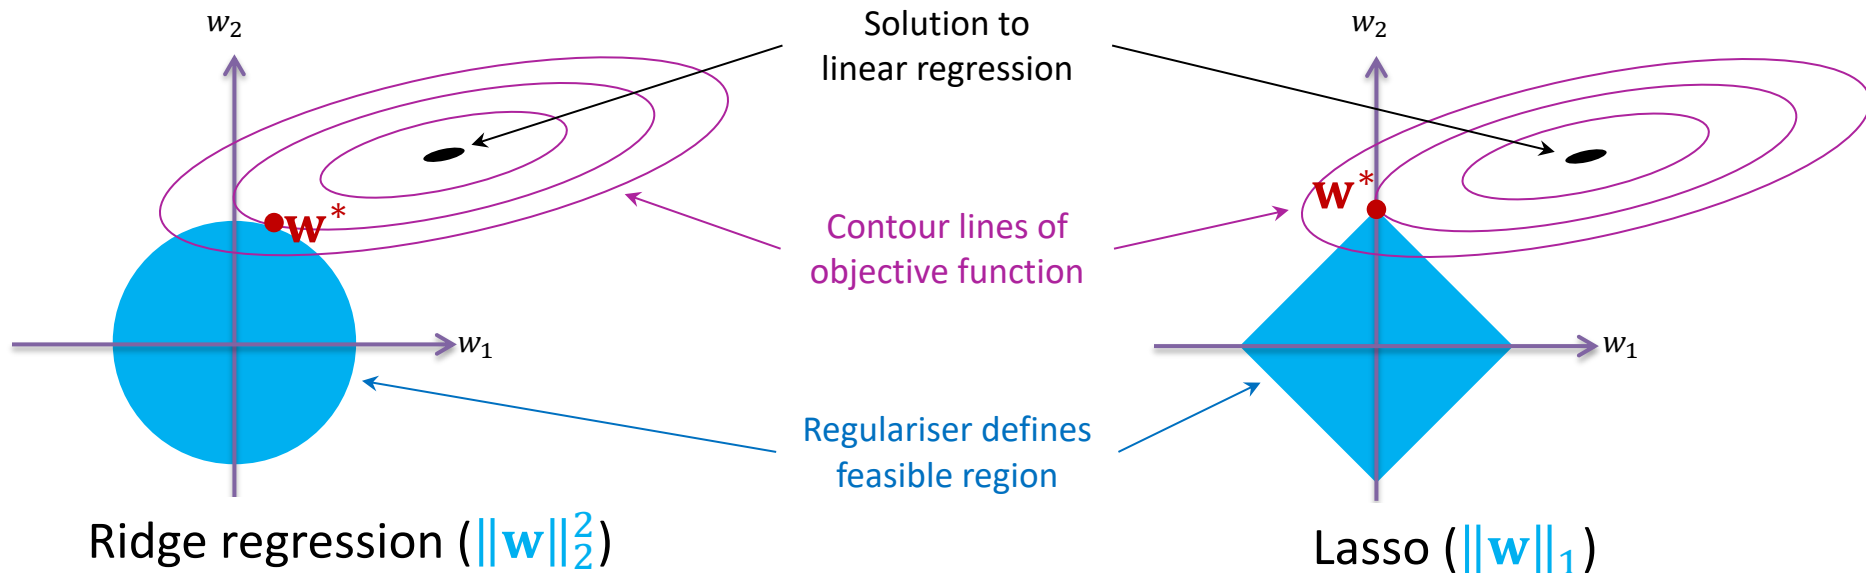 w₂
Solution to
linear regression
w₂
w*
w*
Contour lines of
objective function
w₁
w₁
Regulariser defines
feasible region
Ridge regression (‖w‖₂²)
Lasso (‖w‖₁)